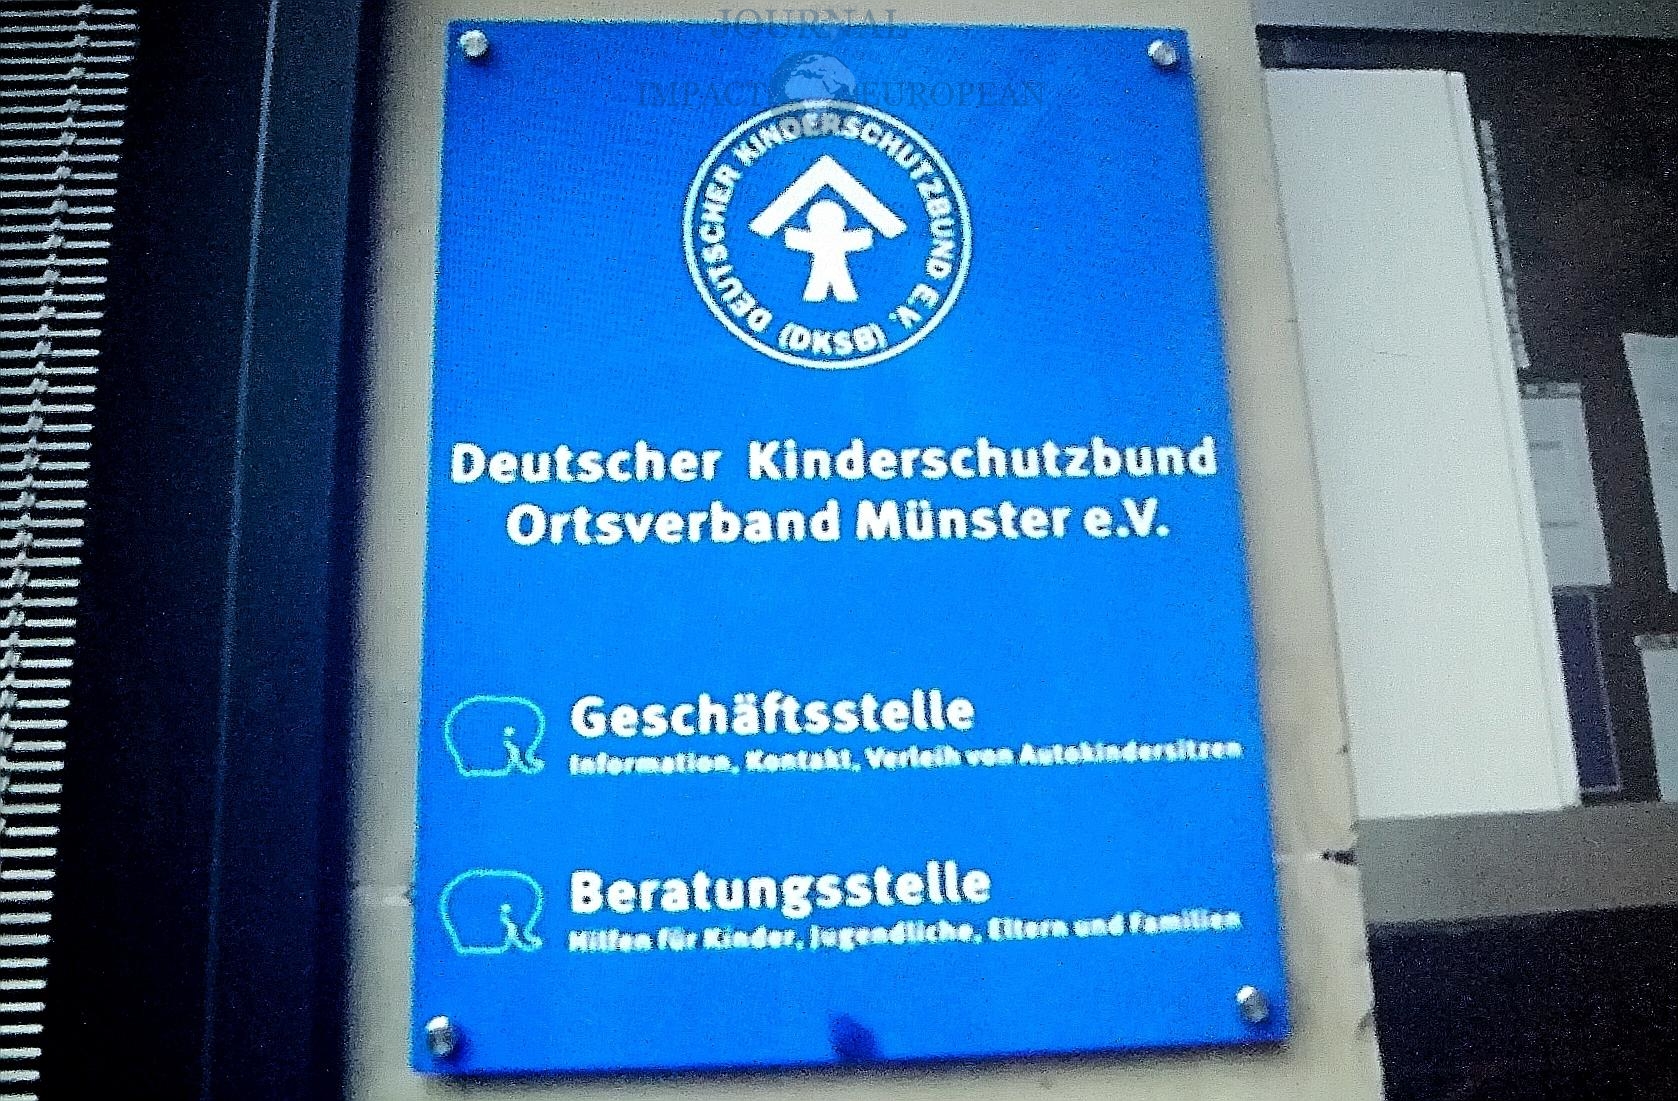 JOURNAL
IMPACT EUROPEAN
DEUTSCHER KINDERSCHUTZBUND E.V.
(DKSB)
Deutscher Kinderschutzbund
Ortsverband Münster e.V.
Geschäftsstelle
Information, Kontakt, Verleih von Autokindersitzen
Beratungsstelle
Hilfen für Kinder, Jugendliche, Eltern und Familien